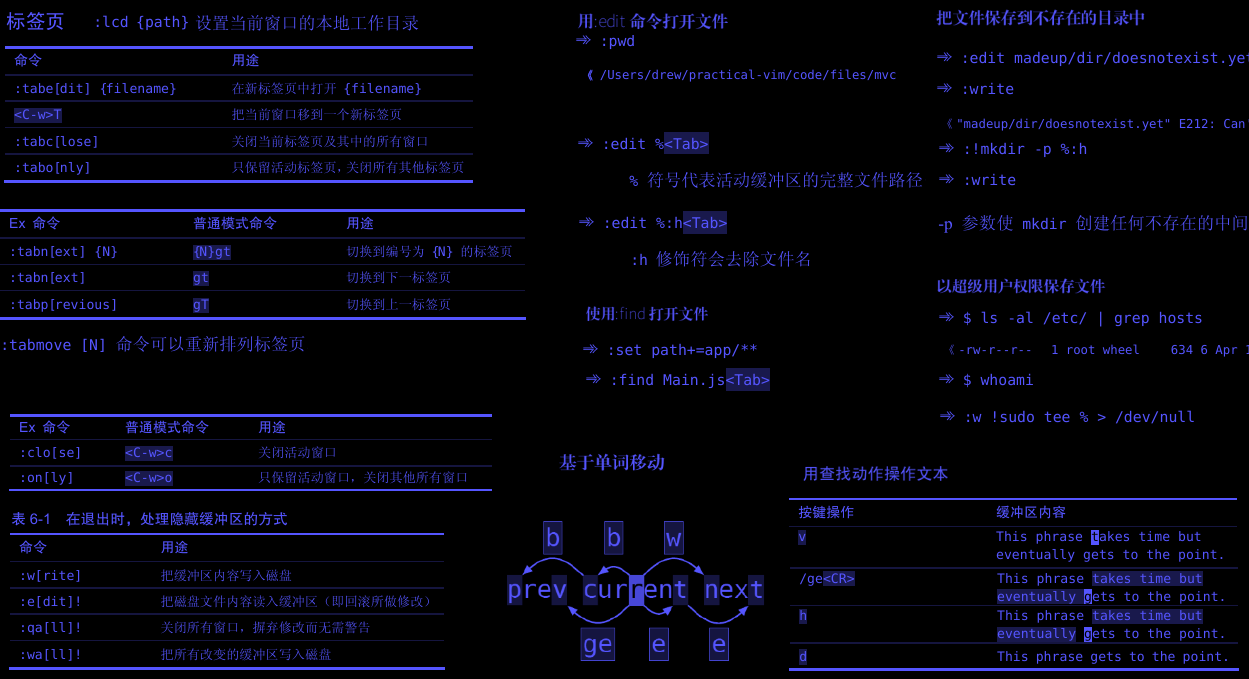 标签页 :lcd {path} 设置当前窗口的本地工作目录
命令 用途
:tabe[dit] {filename} 在新标签页中打开 {filename}
<C-w>T 把当前窗口移到一个新标签页
:tabc[lose] 关闭当前标签页及其中的所有窗口
:tabo[nly] 只保留活动标签页，关闭所有其他标签页
Ex 命令 普通模式命令 用途
:tabn[ext] {N} {N}gt 切换到编号为 {N} 的标签页
:tabn[ext] gt 切换到下一标签页
:tabp[revious] gT 切换到上一标签页
:tabmove [N] 命令可以重新排列标签页
Ex 命令 普通模式命令 用途
:clo[se] <C-w>c 关闭活动窗口
:on[ly] <C-w>o 只保留活动窗口，关闭其他所有窗口
表 6-1 在退出时，处理隐藏缓冲区的方式
命令 用途
:w[rite] 把缓冲区内容写入磁盘
:e[dit]! 把磁盘文件内容读入缓冲区（即回滚所做修改）
:qa[ll]! 关闭所有窗口，摒弃修改而无需警告
:wa[ll]! 把所有改变的缓冲区写入磁盘
用:edit 命令打开文件
⇒ :pwd
《 /Users/drew/practical-vim/code/files/mvc
⇒ :edit %<Tab>
% 符号代表活动缓冲区的完整文件路径
⇒ :edit %:h<Tab>
:h 修饰符会去除文件名
使用:find 打开文件
⇒ :set path+=app/**
⇒ :find Main.js<Tab>
基于单词移动
b b w
prev current next
ge e e
把文件保存到不存在的目录中
⇒ :edit madeup/dir/doesnotexist.yet
⇒ :write
《 "madeup/dir/doesnotexist.yet" E212: Can'
⇒ :!mkdir -p %:h
⇒ :write
-p 参数使 mkdir 创建任何不存在的中间
以超级用户权限保存文件
⇒ $ ls -al /etc/ | grep hosts
《 -rw-r--r-- 1 root wheel 634 6 Apr 1
⇒ $ whoami
⇒ :w !sudo tee % > /dev/null
用查找动作操作文本
按键操作 缓冲区内容
v This phrase takes time but
eventually gets to the point.
/ge<CR> This phrase takes time but
eventually gets to the point.
h This phrase takes time but
eventually gets to the point.
d This phrase gets to the point.